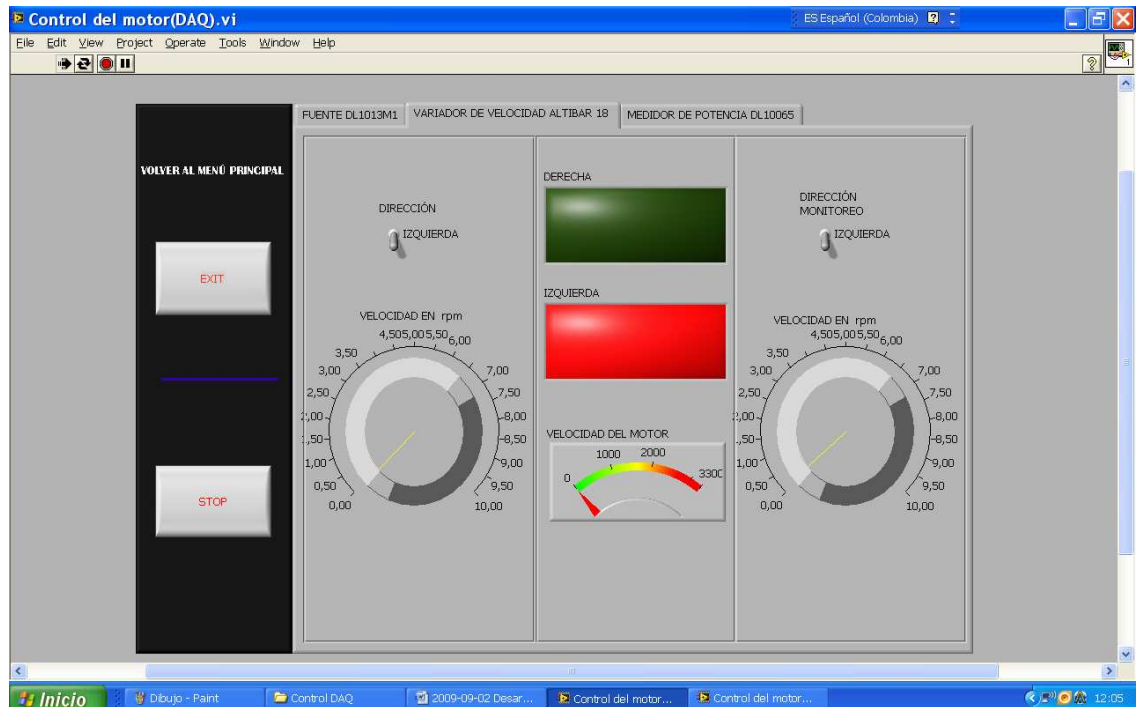 Control del motor(DAQ).vi
ES Español (Colombia)
File Edit View Project Operate Tools Window Help
1
FUENTE DL1013M1 VARIADOR DE VELOCIDAD ALTIBAR 18 MEDIDOR DE POTENCIA DL10065
VOLVER AL MENÚ PRINCIPAL
EXIT
STOP
DIRECCIÓN
IZQUIERDA
VELOCIDAD EN rpm
0,00 0,50 1,00 2,50 3,00 3,50 4,50 5,00 5,50 6,00 7,00 7,50 8,00 8,50 9,00 9,50 10,00
DERECHA
IZQUIERDA
VELOCIDAD DEL MOTOR
0 1000 2000
DIRECCIÓN
MONITOREO
IZQUIERDA
VELOCIDAD EN rpm
0,00 0,50 1,00 2,50 3,00 3,50 4,50 5,00 5,50 6,00 7,00 7,50 8,00 8,50 9,00 9,50 10,00
Inicio Dibujo - Paint Control DAQ 2009-09-02 Desar... Control del motor... Control del motor... 12:05